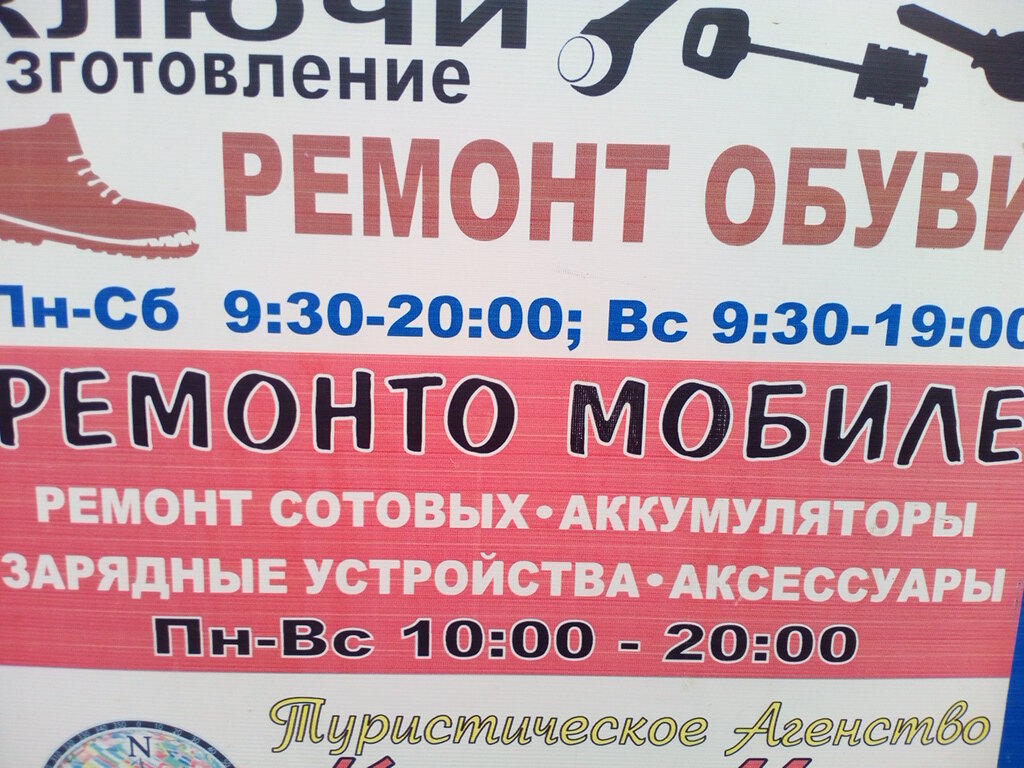 КЛЮЧИ
зготовление
РЕМОНТ ОБУВИ
Пн-Сб 9:30-20:00; Вс 9:30-19:00
РЕМОНТО МОБИЛЕ
РЕМОНТ СОТОВЫХ•АККУМУЛЯТОРЫ
ЗАРЯДНЫЕ УСТРОЙСТВА•АКСЕССУАРЫ
Пн-Вс 10:00 - 20:00
Туристическое Агенство
N